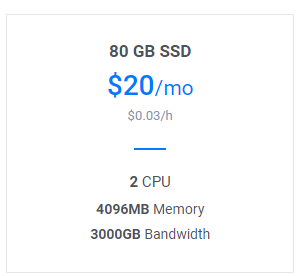 80 GB SSD
$20/mo
$0.03/h
2 CPU
4096MB Memory
3000GB Bandwidth